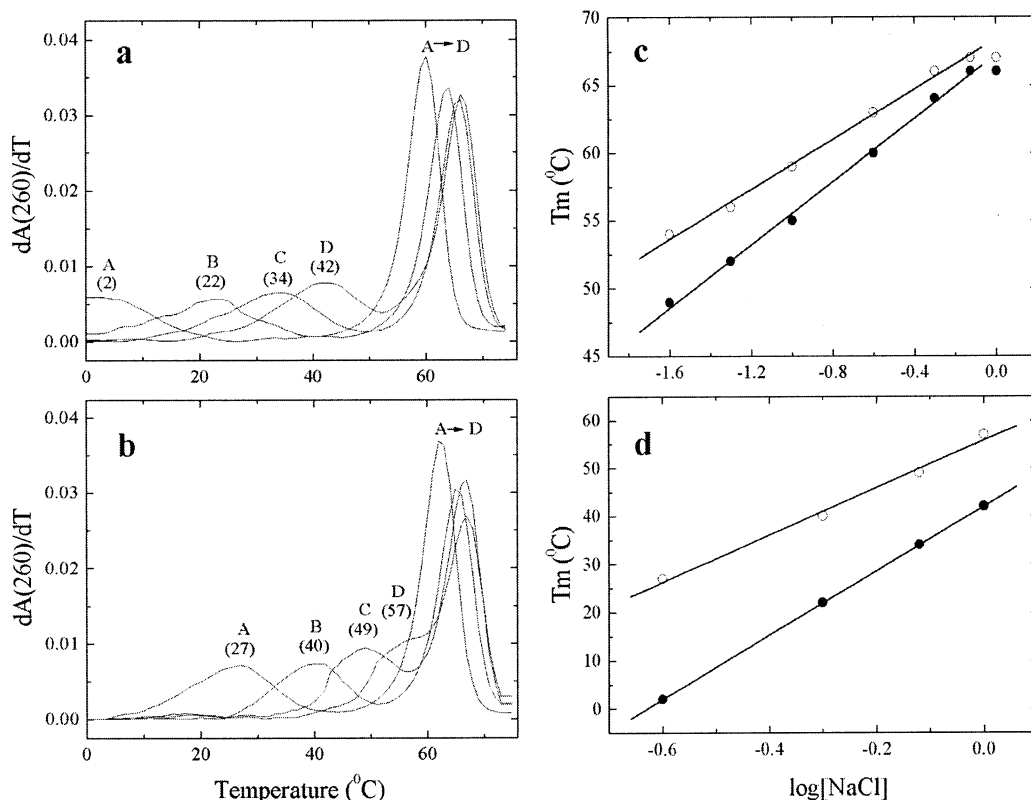 a
A→D
0.04
0.03
0.02
0.01
0.00
dA(260)/dT
A
(2)
B
(22)
C
(34)
D
(42)
0
20
40
60
b
A→D
0.04
0.03
0.02
0.01
0.00
dA(260)/dT
A
(27)
B
(40)
C
(49)
D
(57)
0
20
40
60
Temperature (⁰C)
c
70
65
60
55
50
45
Tm (⁰C)
-1.6
-1.2
-0.8
-0.4
0.0
d
60
50
40
30
20
10
0
Tm (⁰C)
-0.6
-0.4
-0.2
0.0
log[NaCl]